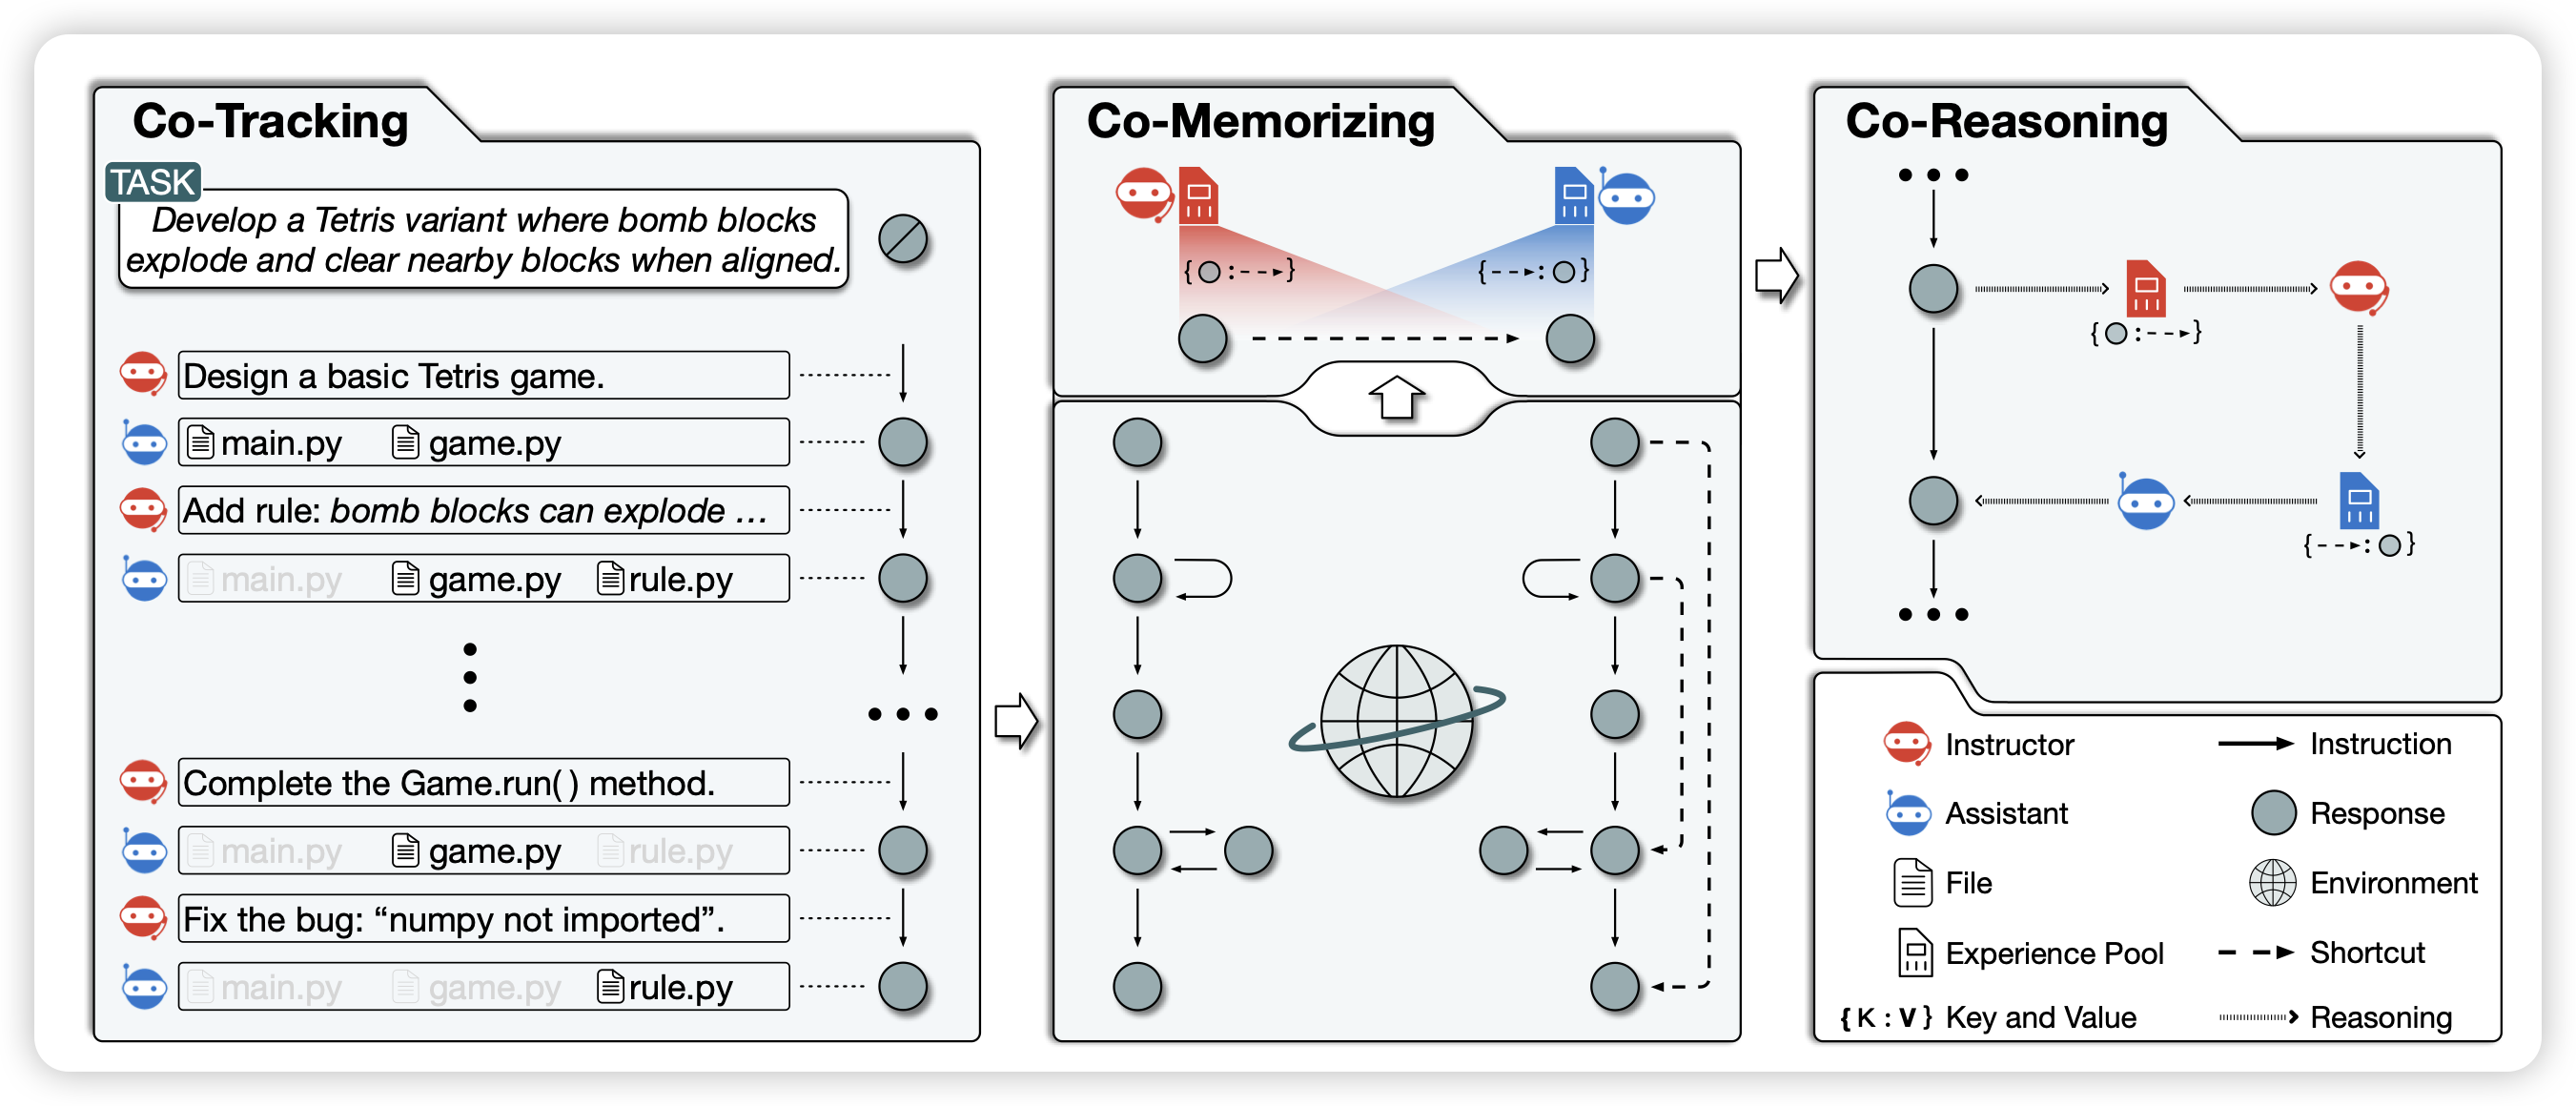 Co-Tracking
TASK
Develop a Tetris variant where bomb blocks
explode and clear nearby blocks when aligned.
Design a basic Tetris game.
main.py game.py
Add rule: bomb blocks can explode ...
main.py game.py rule.py
Complete the Game.run() method.
main.py game.py rule.py
Fix the bug: “numpy not imported”.
main.py game.py rule.py
Co-Memorizing
{ : }
{ : }
Co-Reasoning
{ : }
{ : }
Instructor
Instruction
Assistant
Response
File
Environment
Experience Pool
Shortcut
{K:V} Key and Value
Reasoning